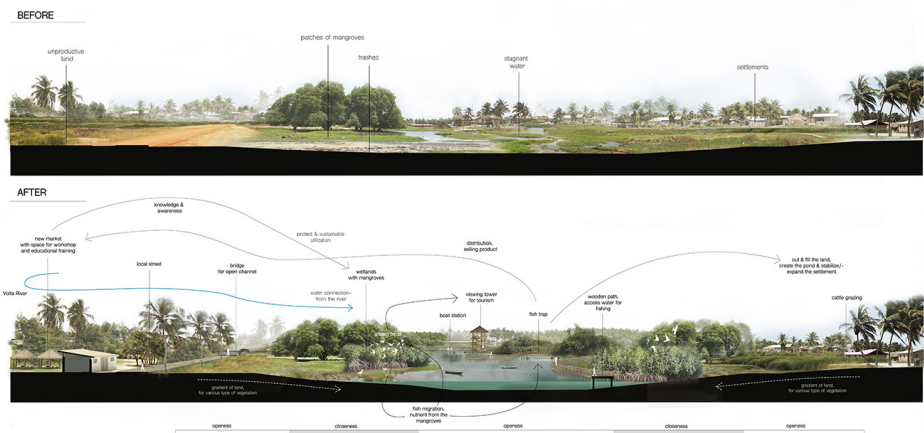 BEFORE
unproductive
land
patches of mangroves
trashes
stagnant
water
settlements
AFTER
knowledge &
awareness
new market
with space for workshop
and educational training
protect & sustainable
utilization
distribution,
selling product
local street
bridge
for open channel
wetlands
with mangroves
cut & fill the land,
create the pond & stabilize/-
expand the settlement
Volta River
water connection-
from the river
viewing tower
for tourism
boat station
fish trap
wooden path,
access water for
fishing
cattle grazing
gradient of land,
for various type of vegetation
gradient of land,
for various type of vegetation
fish migration,
nutrient from the
mangroves
openess
closeness
openess
closeness
openess